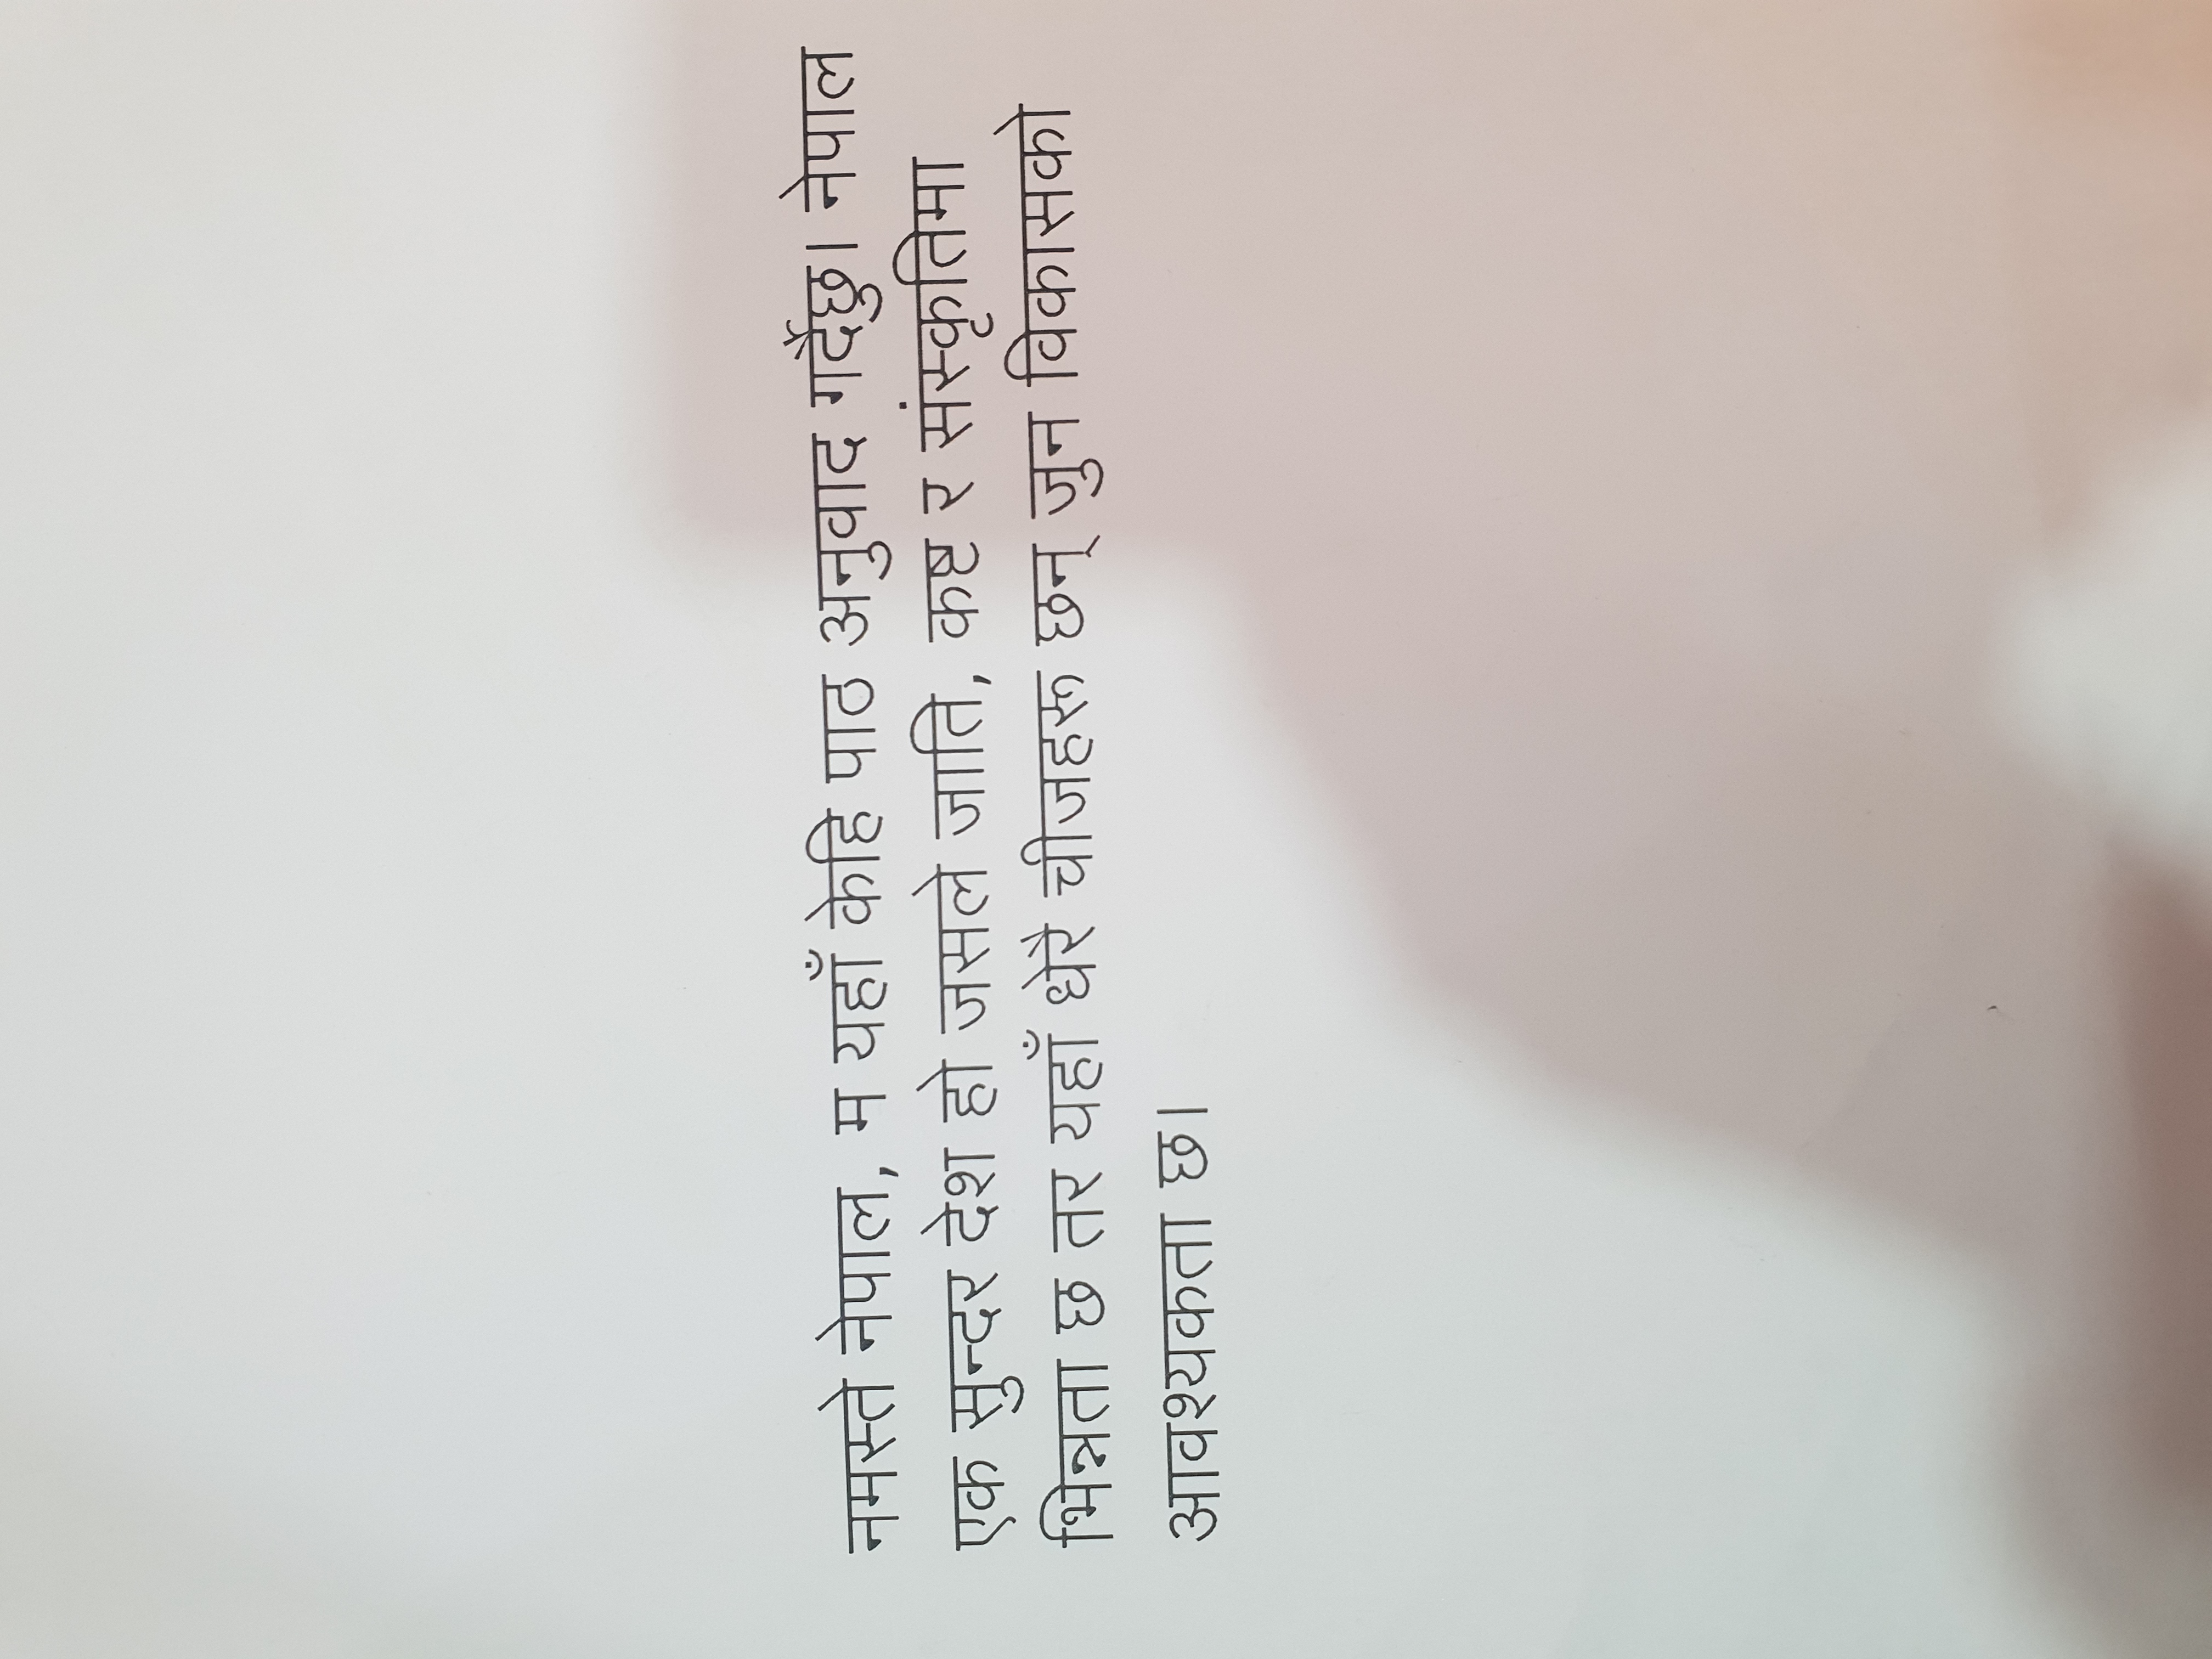 नमस्ते नेपाल, म यहाँ केहि पाठ अनुवाद गर्दैछु। नेपाल
एक सुन्दर देश हो जसले जाति, कष्ट र संस्कृतिमा
भिन्नता छ तर यहाँ धेरै चीजहरू छन् जुन विकासको
आवश्यकता छ।